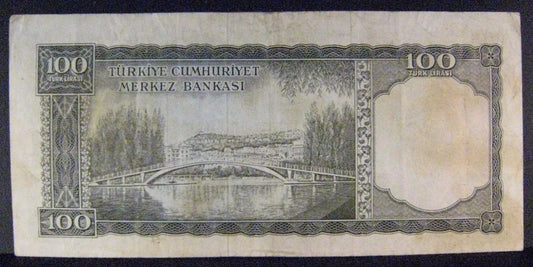 100
TÜRK LİRASI
TÜRKİYE CUMHURİYET
MERKEZ BANKASI
100
TÜRK LİRASI
100